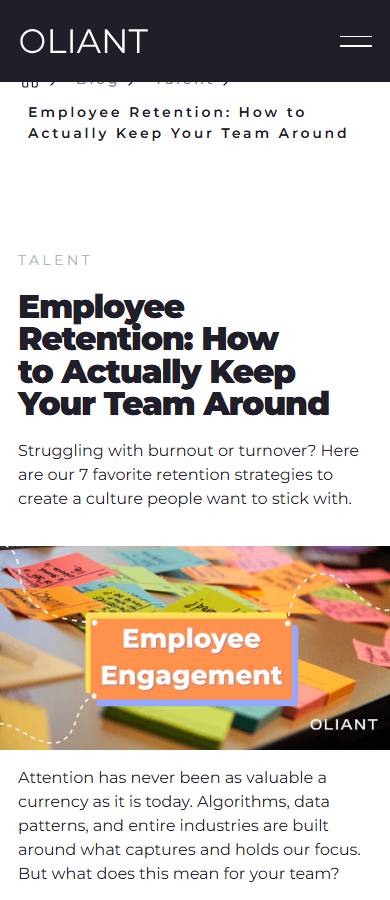 OLIANT
Blog
Talent
Employee Retention: How to
Actually Keep Your Team Around
TALENT
Employee
Retention: How
to Actually Keep
Your Team Around
Struggling with burnout or turnover? Here
are our 7 favorite retention strategies to
create a culture people want to stick with.
Employee
Engagement
OLIANT
Attention has never been as valuable a
currency as it is today. Algorithms, data
patterns, and entire industries are built
around what captures and holds our focus.
But what does this mean for your team?